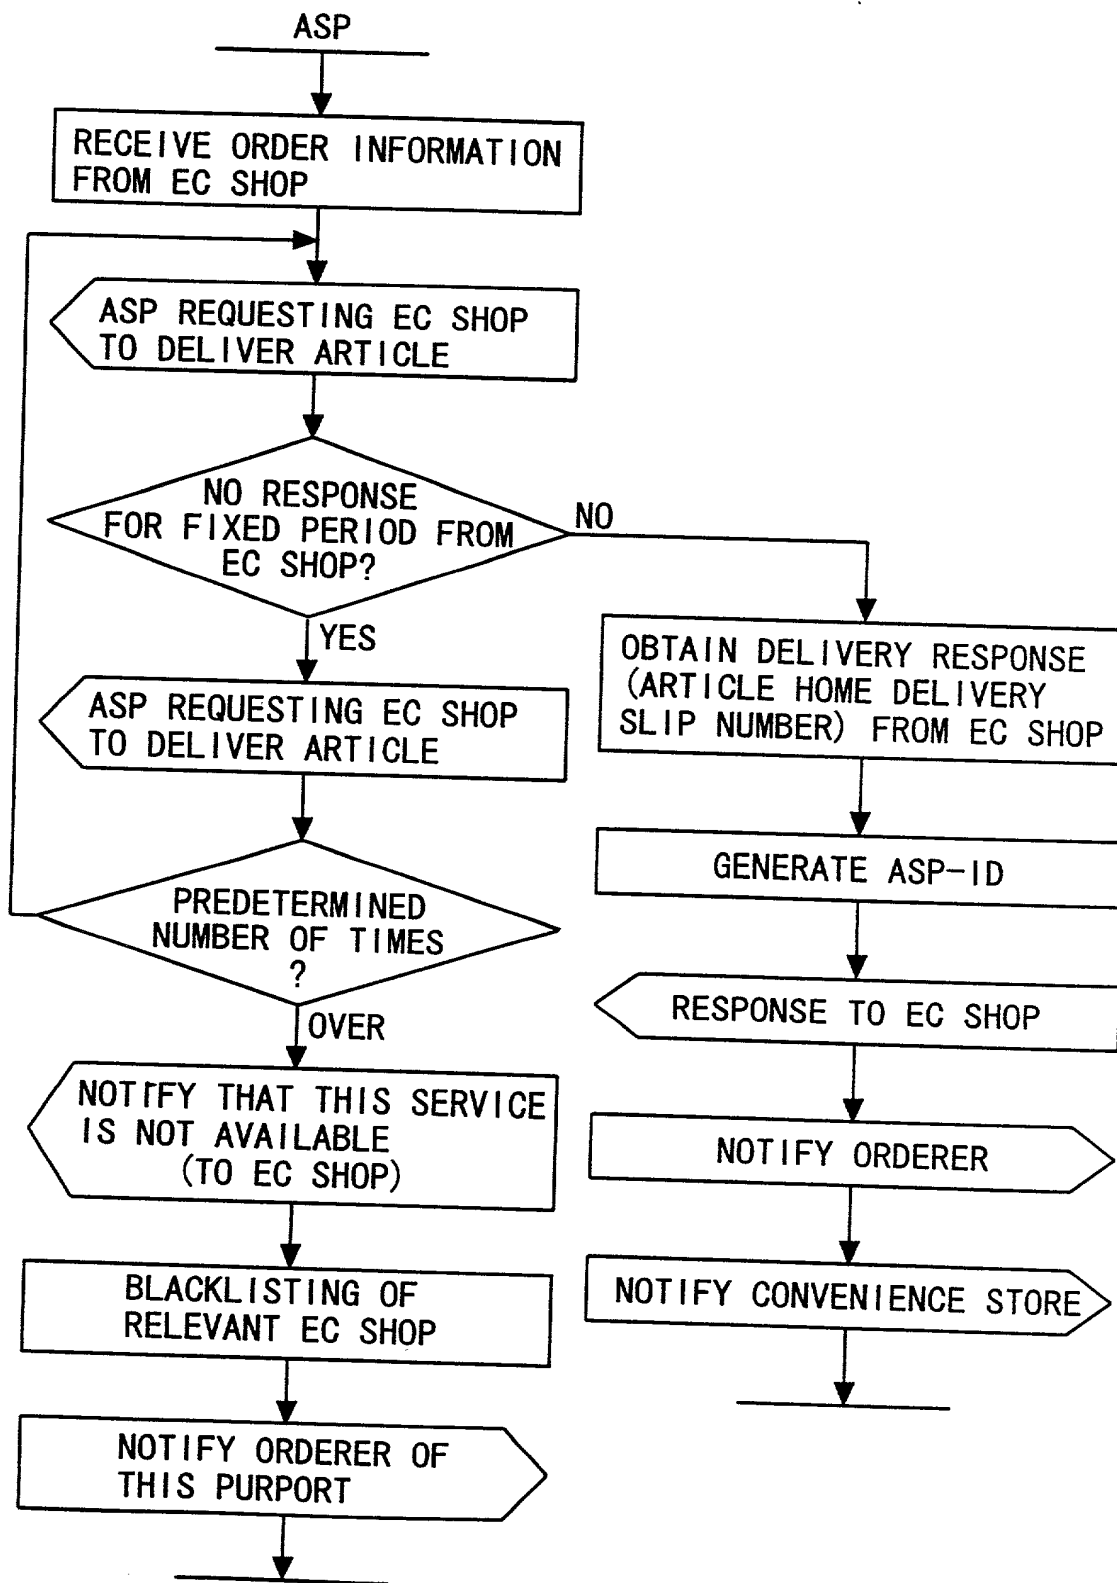 ASP
RECEIVE ORDER INFORMATION
FROM EC SHOP
ASP REQUESTING EC SHOP
TO DELIVER ARTICLE
NO RESPONSE
FOR FIXED PERIOD FROM
EC SHOP?
NO
YES
ASP REQUESTING EC SHOP
TO DELIVER ARTICLE
PREDETERMINED
NUMBER OF TIMES
?
OVER
NOTIFY THAT THIS SERVICE
IS NOT AVAILABLE
(TO EC SHOP)
BLACKLISTING OF
RELEVANT EC SHOP
NOTIFY ORDERER OF
THIS PURPORT
OBTAIN DELIVERY RESPONSE
(ARTICLE HOME DELIVERY
SLIP NUMBER) FROM EC SHOP
GENERATE ASP-ID
RESPONSE TO EC SHOP
NOTIFY ORDERER
NOTIFY CONVENIENCE STORE